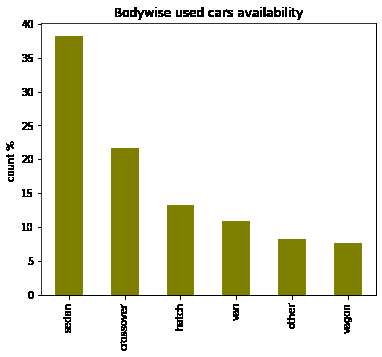 Bodywise used cars availability
40
35
30
25
20
15
10
5
0
count %
sedan
crossover
hatch
van
other
vagon